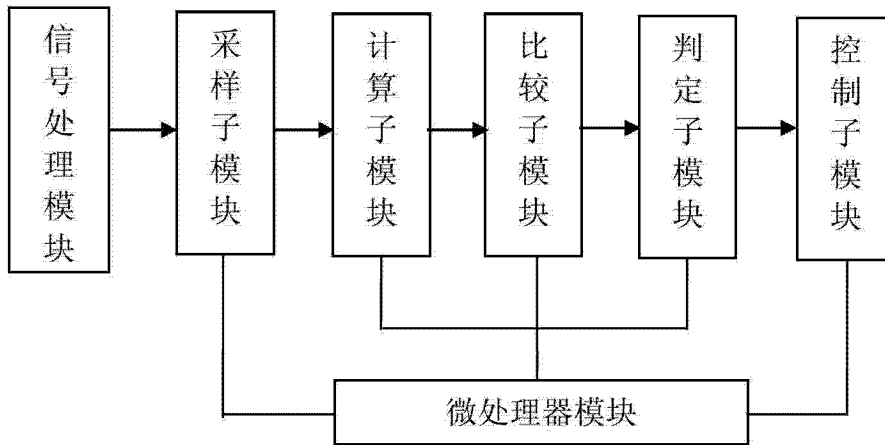 信号处理模块
采样子模块
计算子模块
比较子模块
判定子模块
控制子模块
微处理器模块